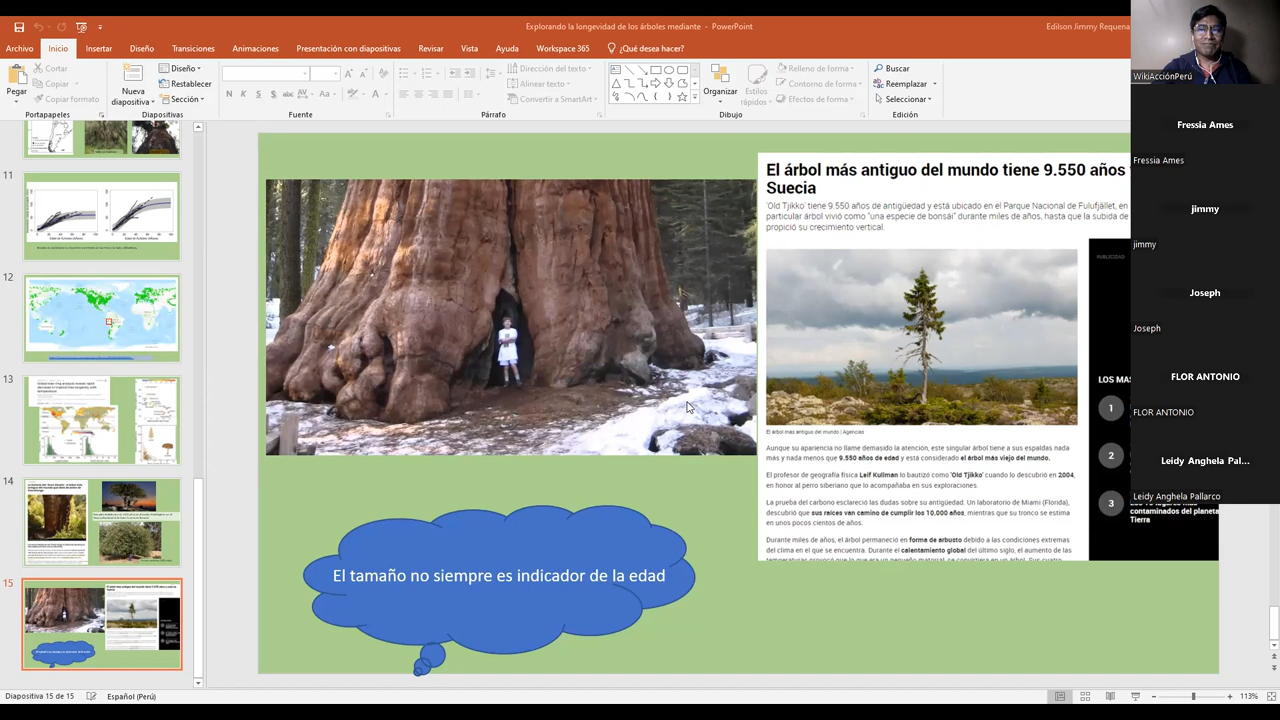 Explorando la longevidad de los árboles mediante - PowerPoint
Edilson Jimmy Requena
Archivo Inicio Insertar Diseño Transiciones Animaciones Presentación con diapositivas Revisar Vista Ayuda Workspace 365 ¿Qué desea hacer?
Pegar
Cortar
Copiar
Copiar formato
Portapapeles
Nueva
diapositiva
Diseño
Restablecer
Sección
Diapositivas
N K S
Fuente
Dirección del texto
Alinear texto
Convertir a SmartArt
Párrafo
Organizar
Estilos
rápidos
Relleno de forma
Contorno de forma
Efectos de forma
Dibujo
Buscar
Reemplazar
Seleccionar
Edición
11
12
13
14
15
El árbol más antiguo del mundo tiene 9.550 años
Suecia
'Old Tjikko' tiene 9.550 años de antigüedad y está ubicado en el Parque Nacional de Fulufjället, en
particular árbol vivió como "una especie de bonsái" durante miles de años, hasta que la subida de
propició su crecimiento vertical.
PUBLICIDAD
El árbol más antiguo del mundo | Agencias
Aunque su apariencia no llame demasido la atención, este singular árbol tiene a sus espaldas nada
más y nada menos que 9.550 años de edad y está considerado el árbol más viejo del mundo.
El profesor de geografía física Leif Kullman lo bautizó como 'Old Tjikko' cuando lo descubrió en 2004,
en honor al perro siberiano que lo acompañaba en sus exploraciones.
La prueba del carbono esclareció las dudas sobre su antigüedad. Un laboratorio de Miami (Florida),
descubrió que sus raíces van camino de cumplir los 10.000 años, mientras que su tronco se estima
en unos pocos cientos de años.
Durante miles de años, el árbol permaneció en forma de arbusto debido a las condiciones extremas
del clima en el que se encuentra. Durante el calentamiento global del último siglo, el aumento de las
LOS MAS
1
2
3
contaminados del planeta
Tierra
El tamaño no siempre es indicador de la edad
WikiAcciónPerú
Fressia Ames
Fressia Ames
jimmy
jimmy
Joseph
Joseph
FLOR ANTONIO
FLOR ANTONIO
Leidy Anghela Pal...
Leidy Anghela Pallarco
Diapositiva 15 de 15 Español (Perú)
113%